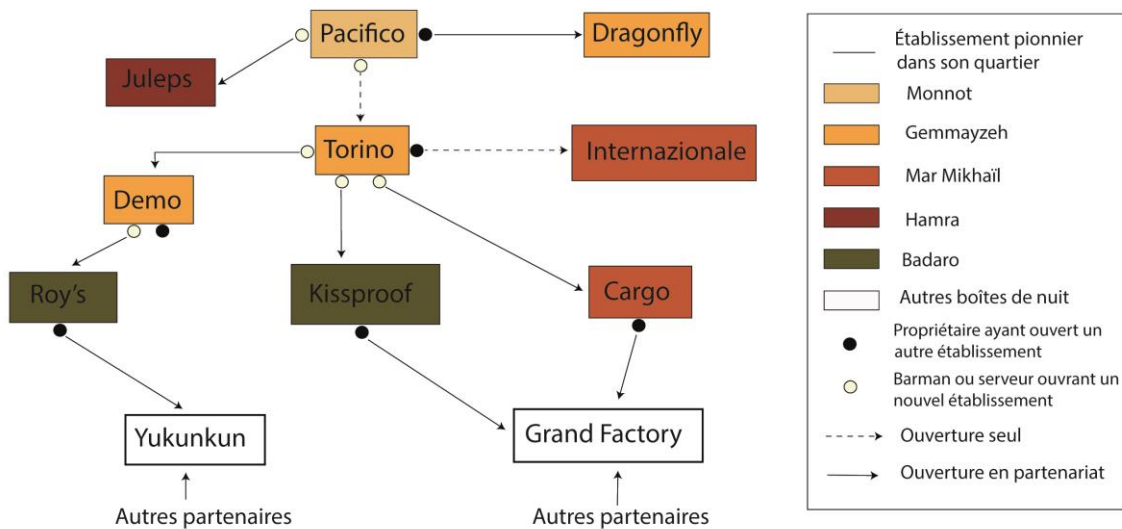 Pacifico
Dragonfly
Juleps
Torino
Internazionale
Demo
Roy's
Kissproof
Cargo
Yukunkun
Grand Factory
Autres partenaires
Autres partenaires
Établissement pionnier
dans son quartier
Monnot
Gemmayzeh
Mar Mikhaïl
Hamra
Badaro
Autres boîtes de nuit
Propriétaire ayant ouvert un
autre établissement
Barman ou serveur ouvrant un
nouvel établissement
Ouverture seul
Ouverture en partenariat